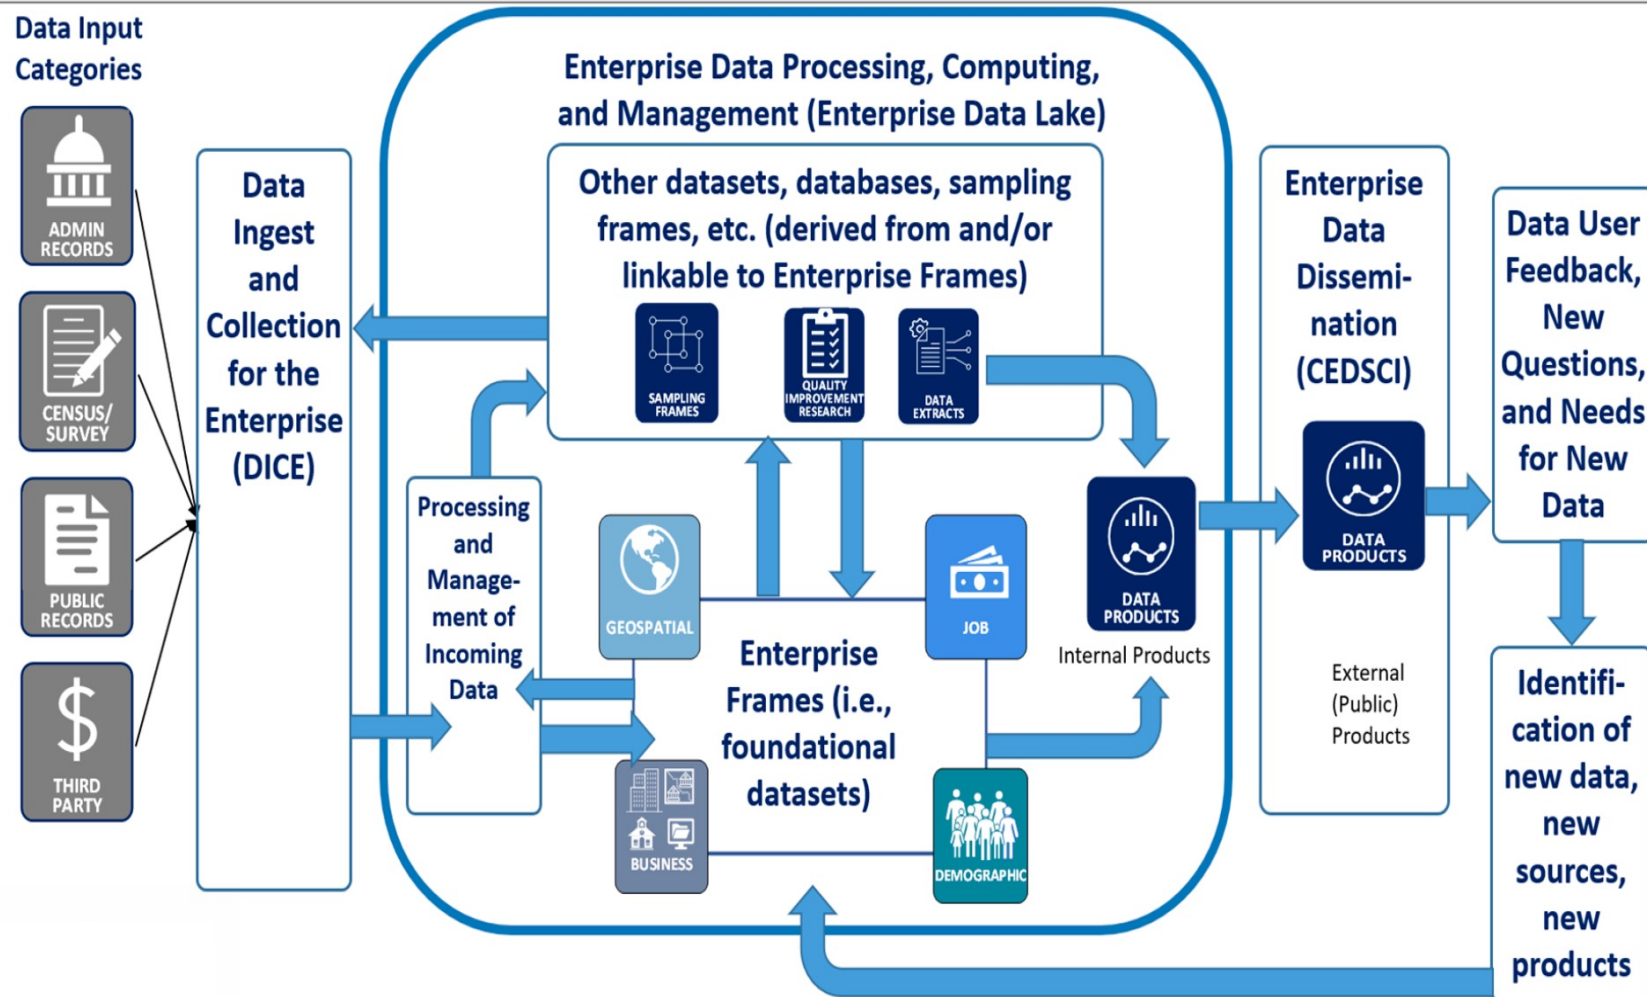 Data Input
Categories
ADMIN
RECORDS
CENSUS/
SURVEY
PUBLIC
RECORDS
THIRD
PARTY
Data
Ingest
and
Collection
for the
Enterprise
(DICE)
Enterprise Data Processing, Computing,
and Management (Enterprise Data Lake)
Other datasets, databases, sampling
frames, etc. (derived from and/or
linkable to Enterprise Frames)
SAMPLING
FRAMES
QUALITY
IMPROVEMENT
RESEARCH
DATA
EXTRACTS
Processing
and
Manage-
ment of
Incoming
Data
GEOSPATIAL
JOB
Enterprise
Frames (i.e.,
foundational
datasets)
BUSINESS
DEMOGRAPHIC
DATA
PRODUCTS
Internal Products
Enterprise
Data
Dissemi-
nation
(CEDSCI)
DATA
PRODUCTS
External
(Public)
Products
Data User
Feedback,
New
Questions,
and Needs
for New
Data
Identifi-
cation of
new data,
new
sources,
new
products